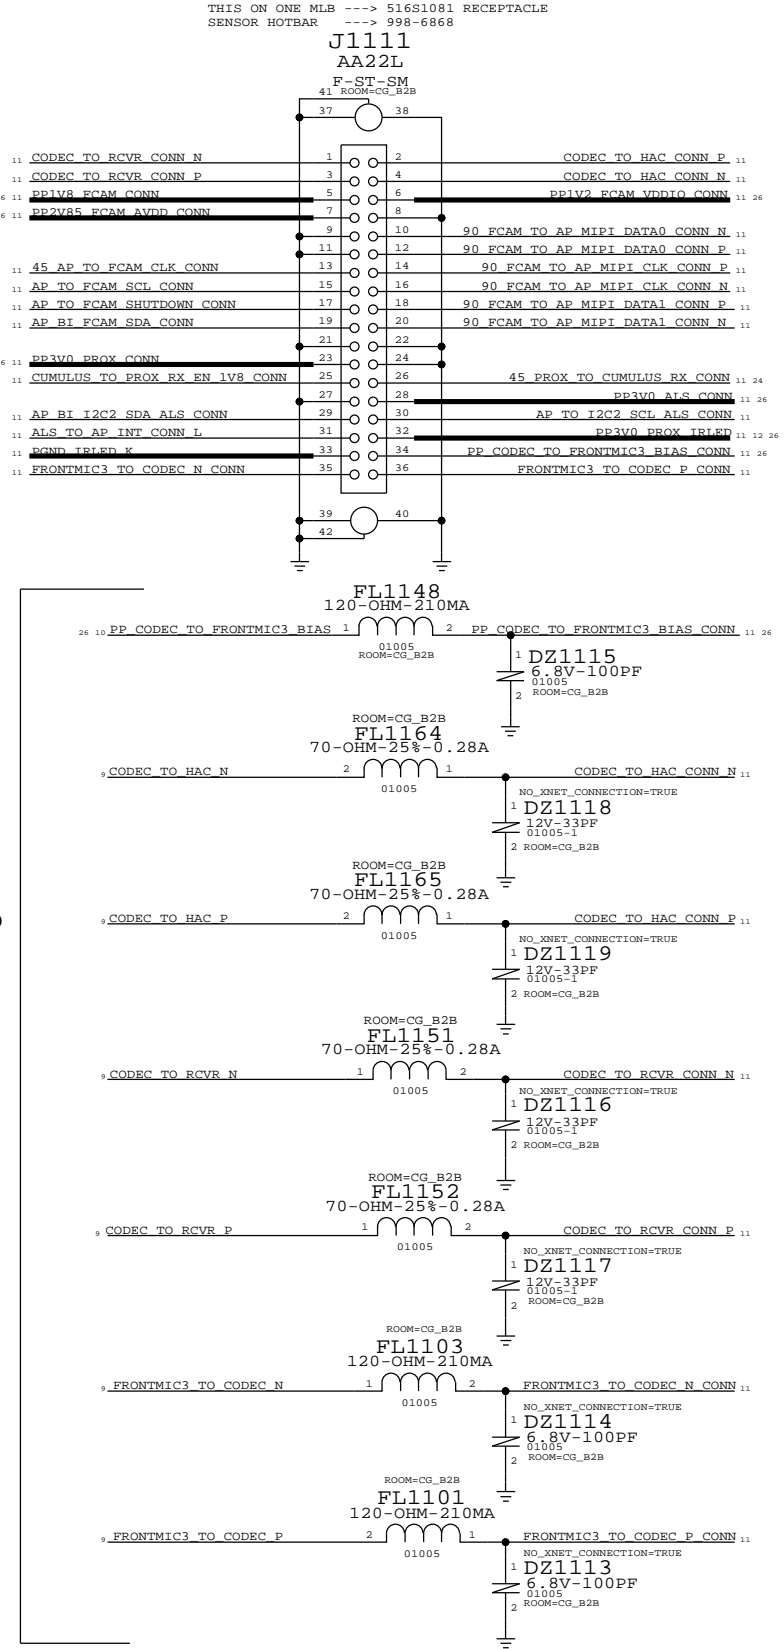 THIS ON ONE MLB ---> 516S1081 RECEPTACLE
SENSOR HOTBAR ---> 998-6868
J1111
AA22L
F-ST-SM
41 ROOM=CG_B2B
37 38
11 CODEC_TO_RCVR_CONN_N 1 2 CODEC_TO_HAC_CONN_P 11
11 CODEC_TO_RCVR_CONN_P 3 4 CODEC_TO_HAC_CONN_N 11
6 11 PP1V8_FCAM_CONN 5 6 PP1V2_FCAM_VDDIO_CONN 11 26
6 11 PP2V85_FCAM_AVDD_CONN 7 8
9 10 90_FCAM_TO_AP_MIPI_DATA0_CONN_N 11
11 12 90_FCAM_TO_AP_MIPI_DATA0_CONN_P 11
11 45_AP_TO_FCAM_CLK_CONN 13 14 90_FCAM_TO_AP_MIPI_CLK_CONN_P 11
11 AP_TO_FCAM_SCL_CONN 15 16 90_FCAM_TO_AP_MIPI_CLK_CONN_N 11
11 AP_TO_FCAM_SHUTDOWN_CONN 17 18 90_FCAM_TO_AP_MIPI_DATA1_CONN_P 11
11 AP_BI_FCAM_SDA_CONN 19 20 90_FCAM_TO_AP_MIPI_DATA1_CONN_N 11
21 22
6 11 PP3V0_PROX_CONN 23 24
11 CUMULUS_TO_PROX_RX_EN_1V8_CONN 25 26 45_PROX_TO_CUMULUS_RX_CONN 11 24
27 28 PP3V0_ALS_CONN 11 26
11 AP_BI_I2C2_SDA_ALS_CONN 29 30 AP_TO_I2C2_SCL_ALS_CONN 11
11 ALS_TO_AP_INT_CONN_L 31 32 PP3V0_PROX_IRLED 11 12 26
11 PGND_IRLED_K 33 34 PP_CODEC_TO_FRONTMIC3_BIAS_CONN 11 26
11 FRONTMIC3_TO_CODEC_N_CONN 35 36 FRONTMIC3_TO_CODEC_P_CONN 11
39 40
42
FL1148
120-OHM-210MA
26 10 PP_CODEC_TO_FRONTMIC3_BIAS 1 2 PP_CODEC_TO_FRONTMIC3_BIAS_CONN 11 26
01005
ROOM=CG_B2B
1 DZ1115
6.8V-100PF
01005
2 ROOM=CG_B2B
ROOM=CG_B2B
FL1164
70-OHM-25%-0.28A
9 CODEC_TO_HAC_N 2 1 CODEC_TO_HAC_CONN_N 11
01005
NO_XNET_CONNECTION=TRUE
1 DZ1118
12V-33PF
01005-1
2 ROOM=CG_B2B
ROOM=CG_B2B
FL1165
70-OHM-25%-0.28A
9 CODEC_TO_HAC_P 2 1 CODEC_TO_HAC_CONN_P 11
01005
NO_XNET_CONNECTION=TRUE
1 DZ1119
12V-33PF
01005-1
2 ROOM=CG_B2B
ROOM=CG_B2B
FL1151
70-OHM-25%-0.28A
9 CODEC_TO_RCVR_N 1 2 CODEC_TO_RCVR_CONN_N 11
01005
NO_XNET_CONNECTION=TRUE
1 DZ1116
12V-33PF
01005-1
2 ROOM=CG_B2B
ROOM=CG_B2B
FL1152
70-OHM-25%-0.28A
9 CODEC_TO_RCVR_P 1 2 CODEC_TO_RCVR_CONN_P 11
01005
NO_XNET_CONNECTION=TRUE
1 DZ1117
12V-33PF
01005-1
2 ROOM=CG_B2B
ROOM=CG_B2B
FL1103
120-OHM-210MA
9 FRONTMIC3_TO_CODEC_N 1 2 FRONTMIC3_TO_CODEC_N_CONN 11
01005
NO_XNET_CONNECTION=TRUE
1 DZ1114
6.8V-100PF
01005
2 ROOM=CG_B2B
ROOM=CG_B2B
FL1101
120-OHM-210MA
9 FRONTMIC3_TO_CODEC_P 2 1 FRONTMIC3_TO_CODEC_P_CONN 11
01005
NO_XNET_CONNECTION=TRUE
1 DZ1113
6.8V-100PF
01005
2 ROOM=CG_B2B